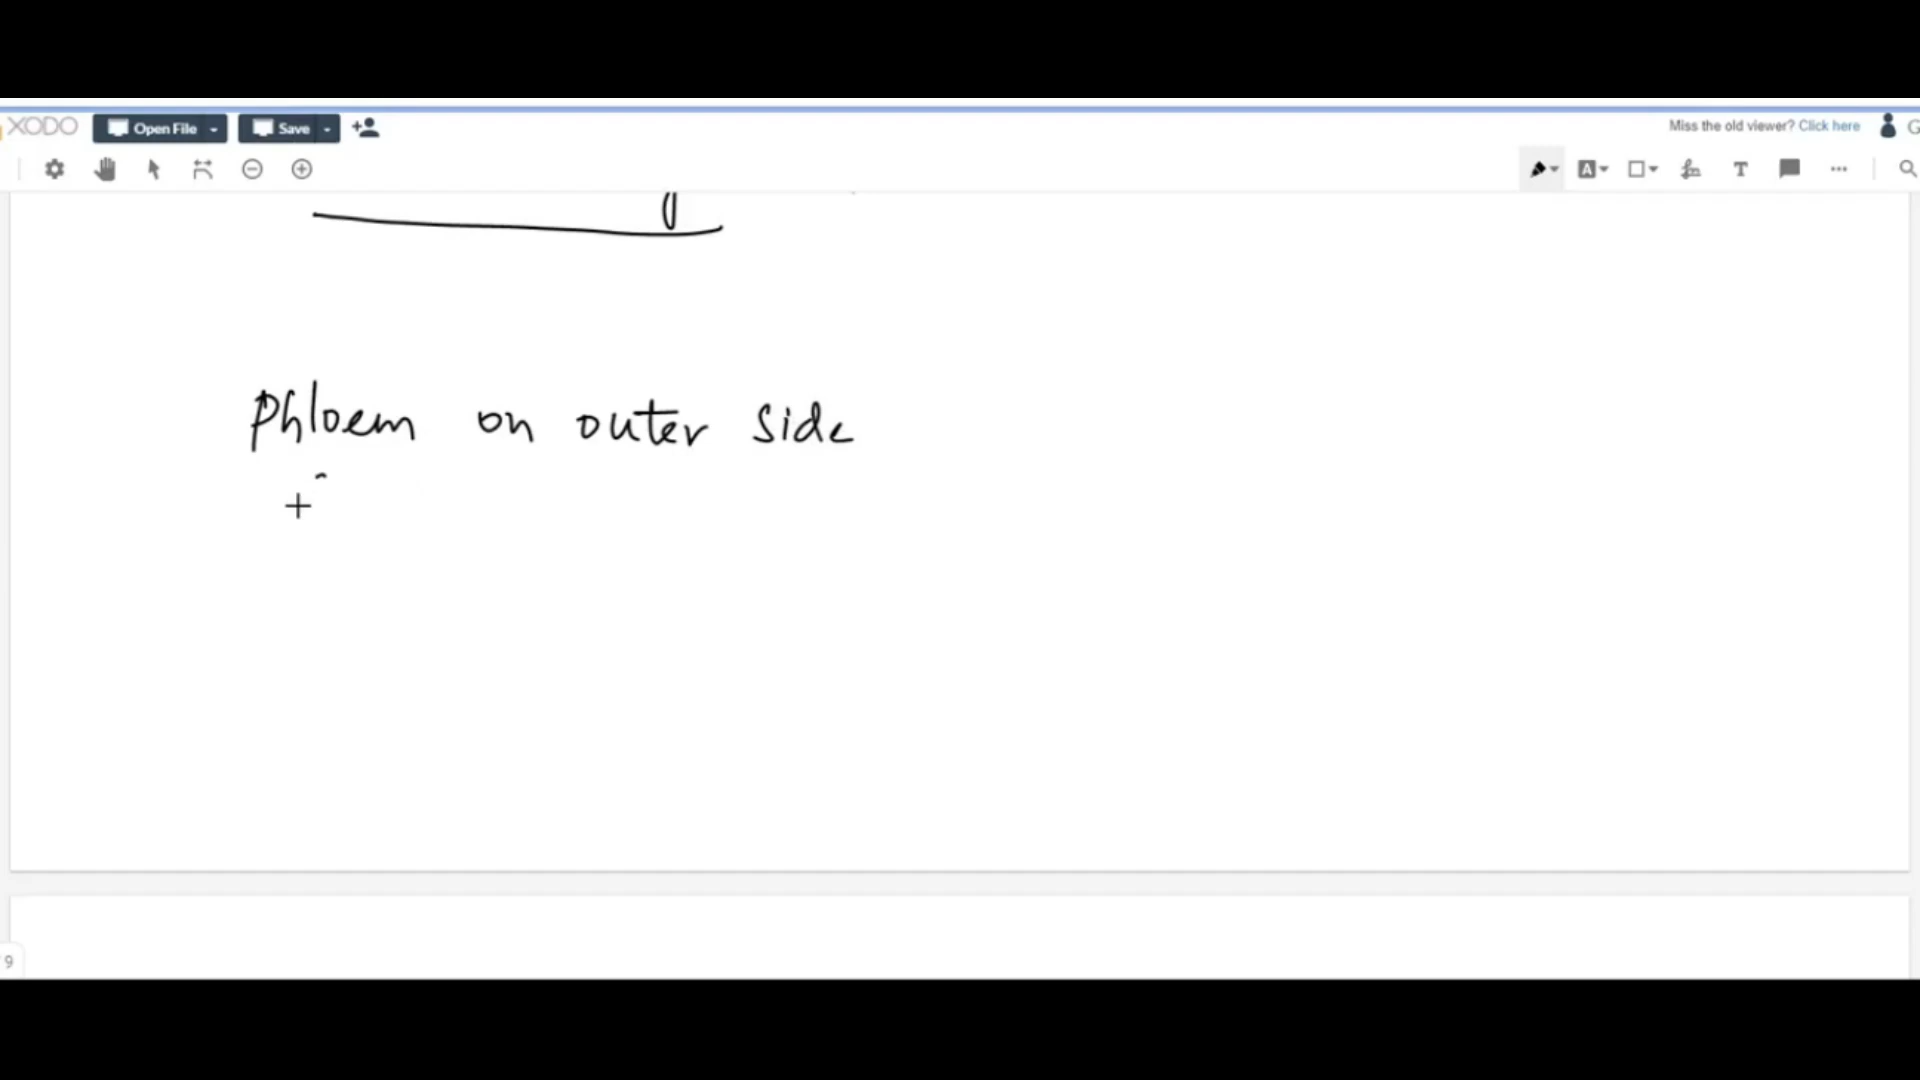 XODO Open File Save Miss the old viewer? Click here
A T
Phloem on outer side
9